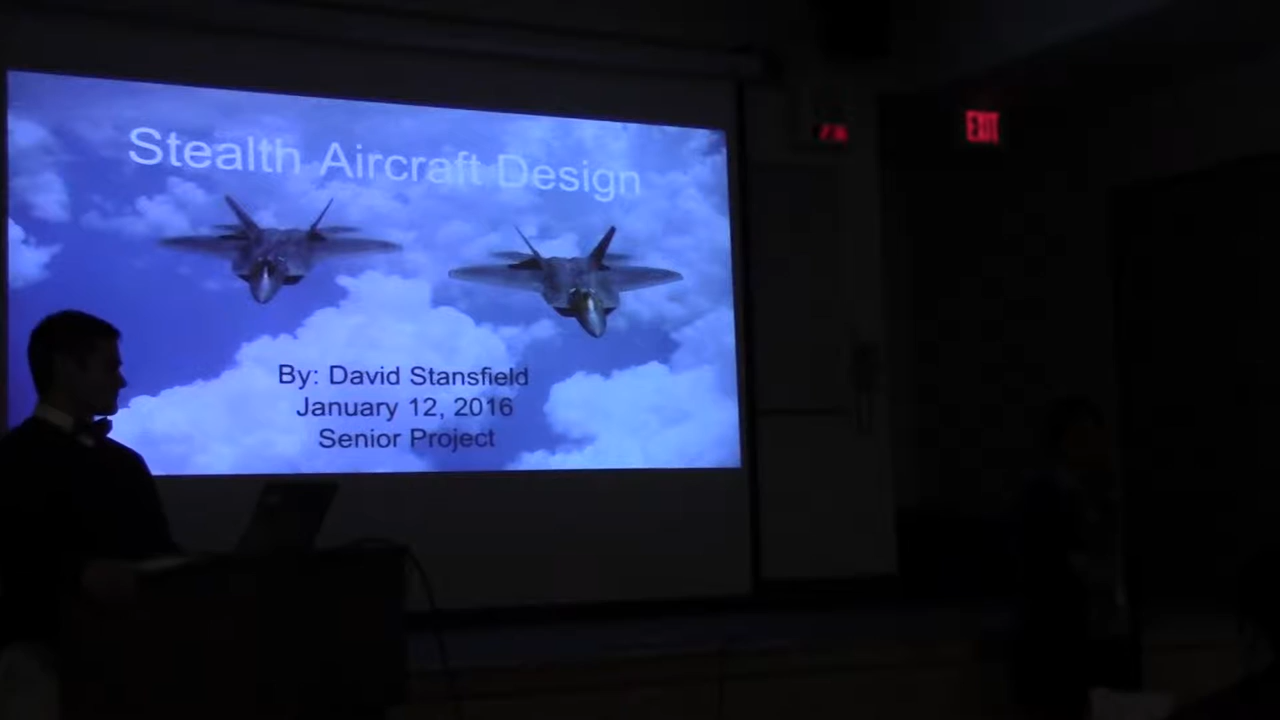 Stealth Aircraft Design
By: David Stansfield
January 12, 2016
Senior Project
EXIT